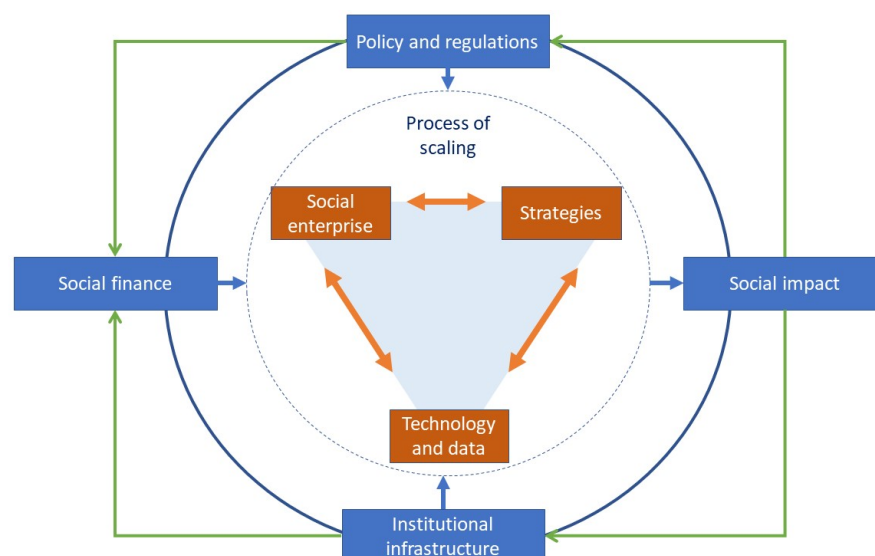 Policy and regulations
Process of
scaling
Social
enterprise
Strategies
Social finance
Social impact
Technology
and data
Institutional
infrastructure